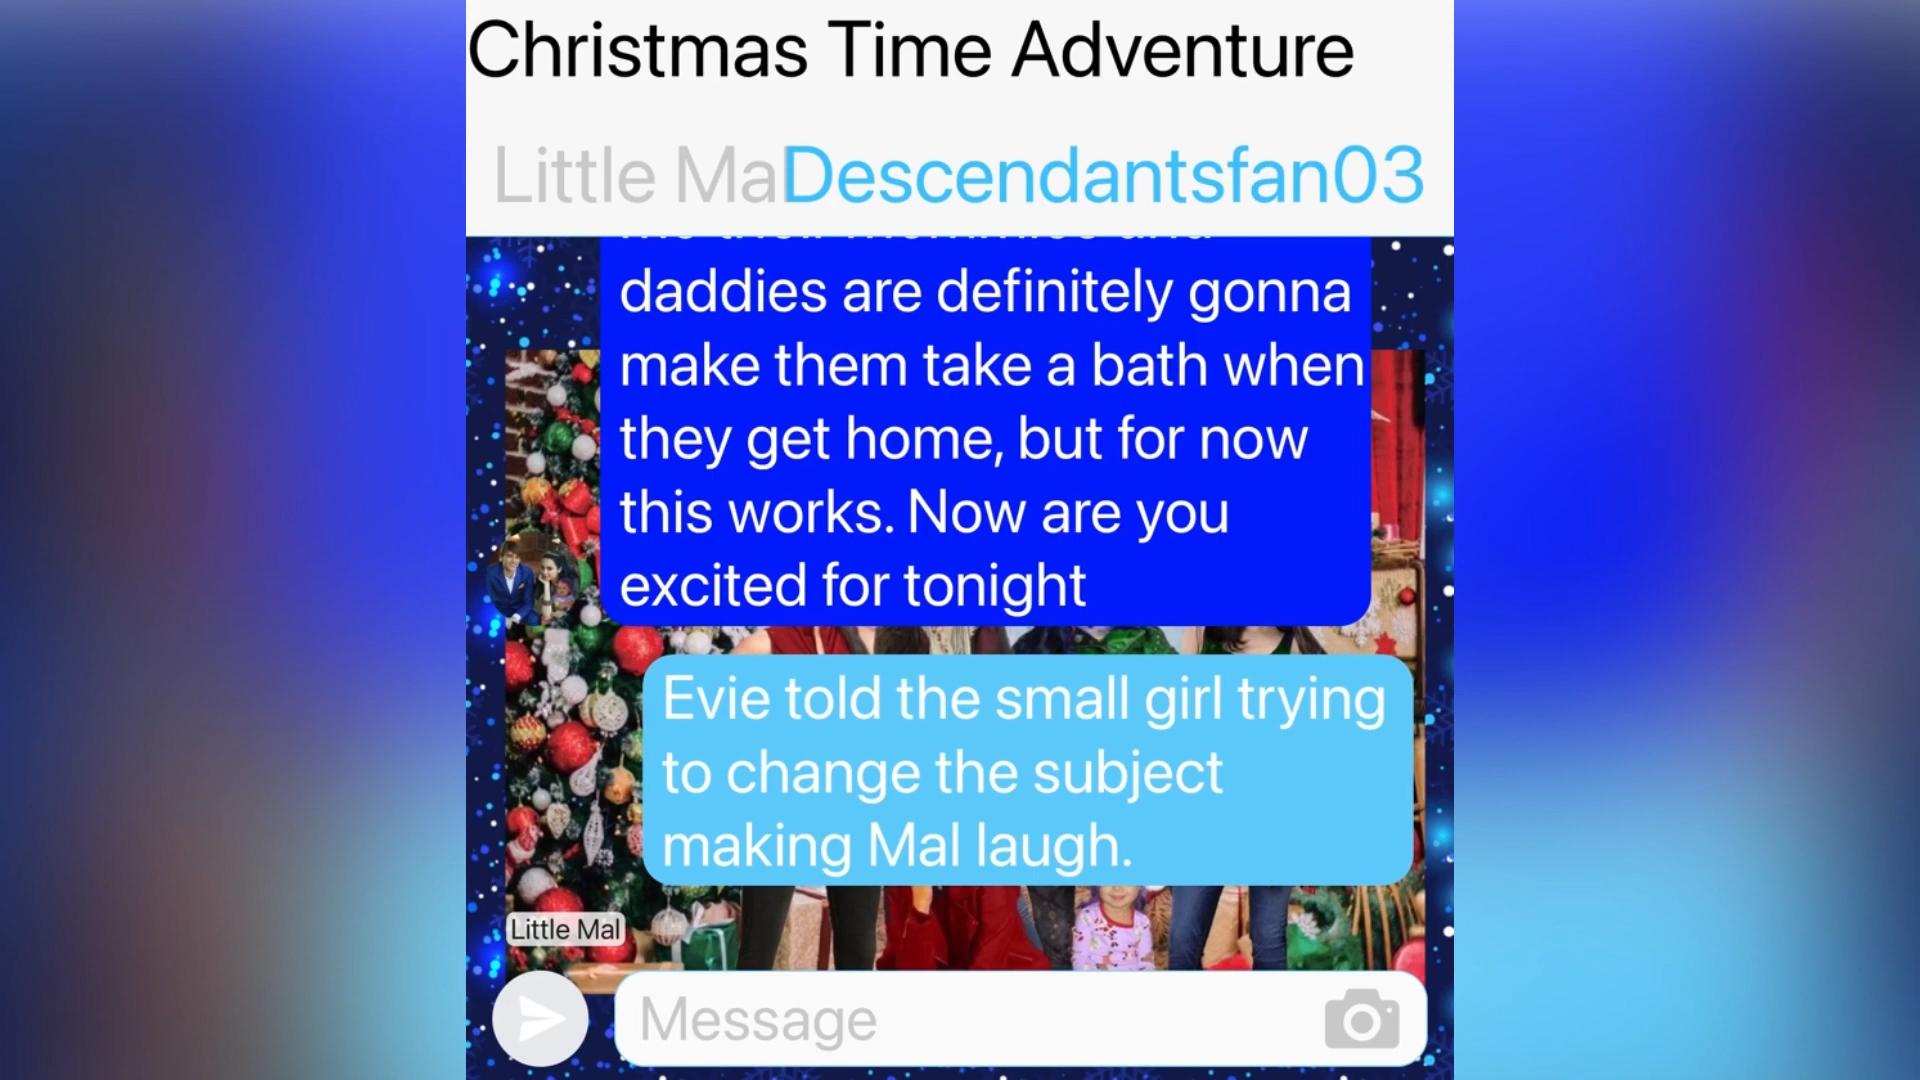 Christmas Time Adventure
Little Mal
Descendantsfan03
daddies are definitely gonna
make them take a bath when
they get home, but for now
this works. Now are you
excited for tonight
Evie told the small girl trying
to change the subject
making Mal laugh.
Little Mal
Message